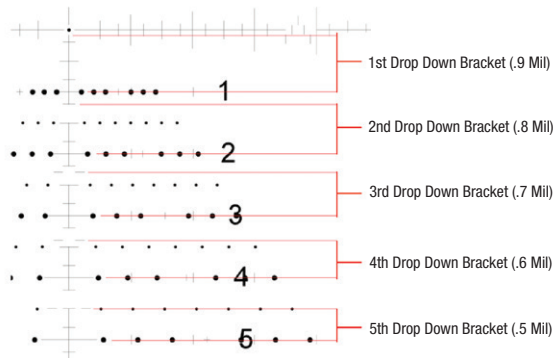 1st Drop Down Bracket (.9 Mil)
1
2nd Drop Down Bracket (.8 Mil)
2
3rd Drop Down Bracket (.7 Mil)
3
4th Drop Down Bracket (.6 Mil)
4
5th Drop Down Bracket (.5 Mil)
5